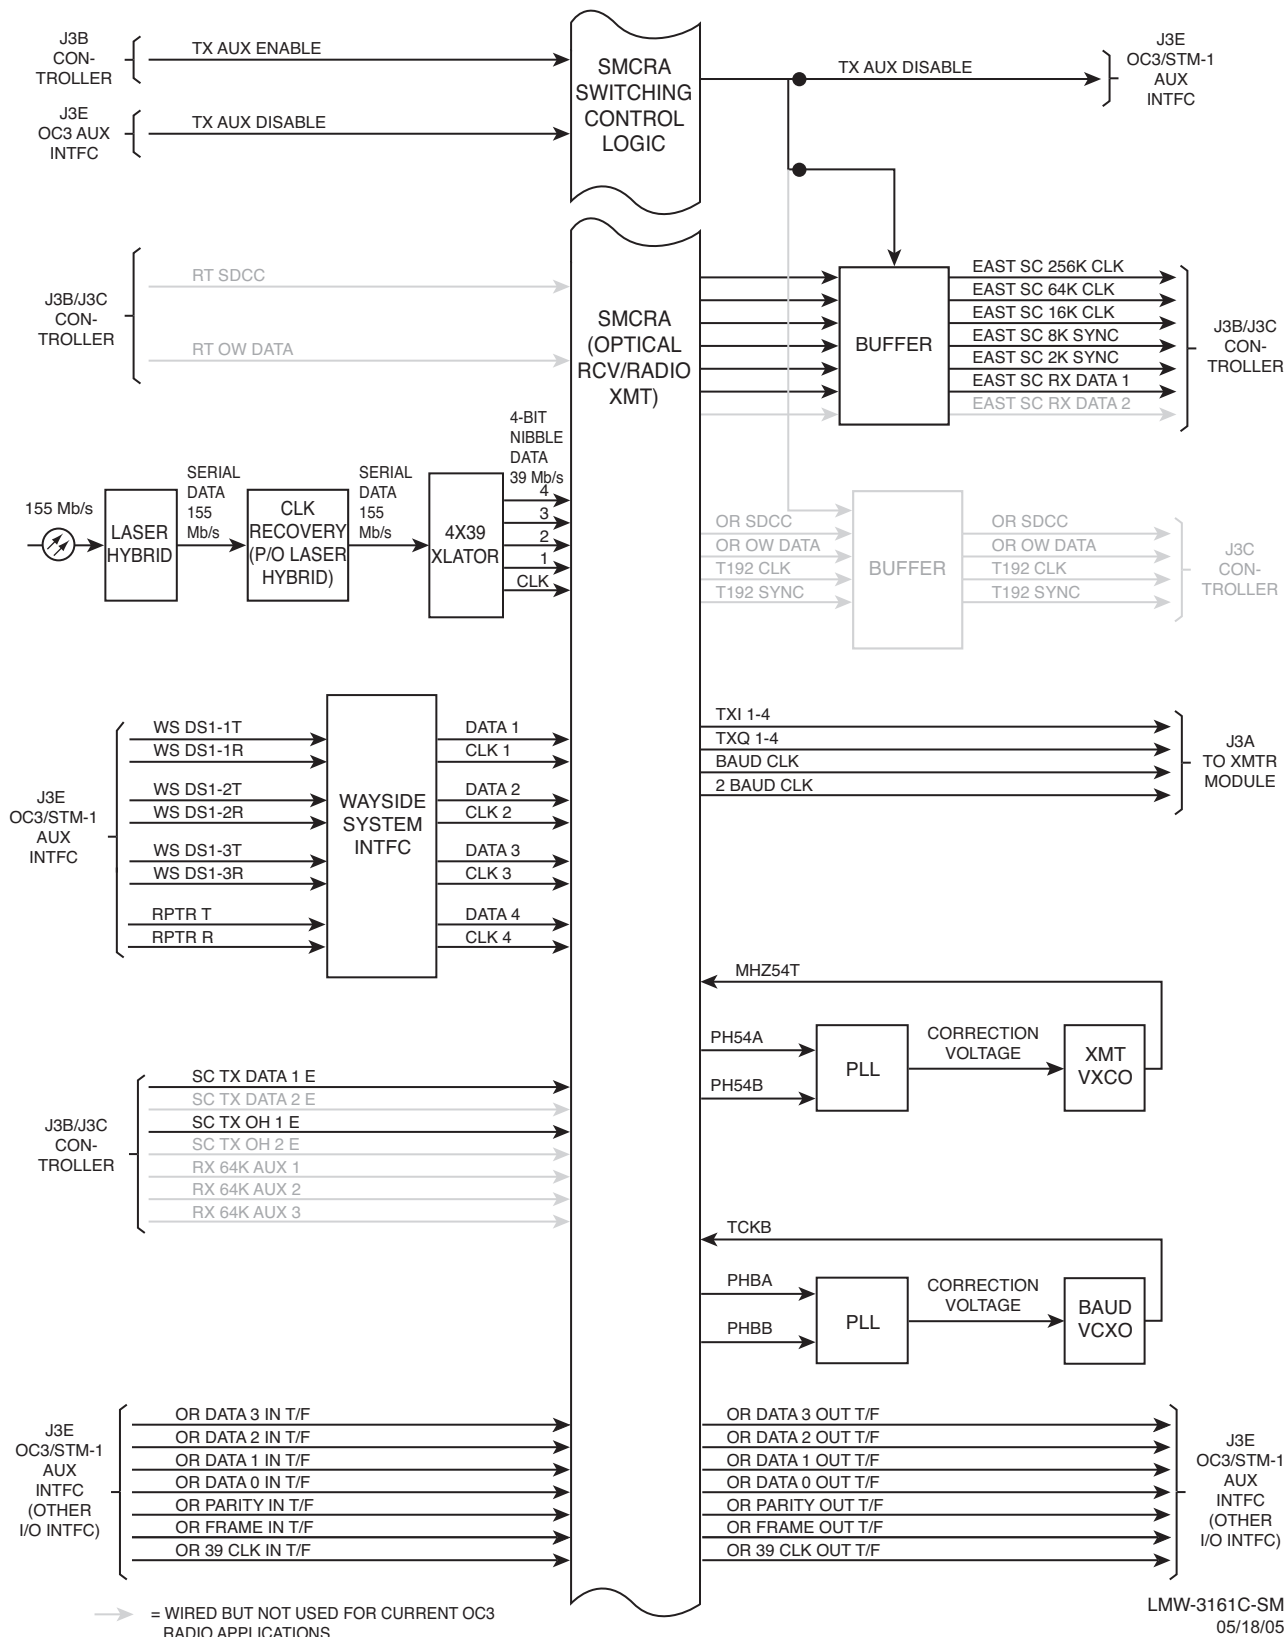 J3B
CON-
TROLLER
TX AUX ENABLE
J3E
OC3 AUX
INTFC
TX AUX DISABLE
SMCRA
SWITCHING
CONTROL
LOGIC
TX AUX DISABLE
J3E
OC3/STM-1
AUX
INTFC
J3B/J3C
CON-
TROLLER
RT SDCC
RT OW DATA
SMCRA
(OPTICAL
RCV/RADIO
XMT)
BUFFER
EAST SC 256K CLK
EAST SC 64K CLK
EAST SC 16K CLK
EAST SC 8K SYNC
EAST SC 2K SYNC
EAST SC RX DATA 1
EAST SC RX DATA 2
J3B/J3C
CON-
TROLLER
155 Mb/s
LASER
HYBRID
SERIAL
DATA
155
Mb/s
CLK
RECOVERY
(P/O LASER
HYBRID)
SERIAL
DATA
155
Mb/s
4X39
XLATOR
4-BIT
NIBBLE
DATA
39 Mb/s
4
3
2
1
CLK
OR SDCC
OR OW DATA
T192 CLK
T192 SYNC
BUFFER
OR SDCC
OR OW DATA
T192 CLK
T192 SYNC
J3C
CON-
TROLLER
J3E
OC3/STM-1
AUX
INTFC
WS DS1-1T
WS DS1-1R
WS DS1-2T
WS DS1-2R
WS DS1-3T
WS DS1-3R
RPTR T
RPTR R
WAYSIDE
SYSTEM
INTFC
DATA 1
CLK 1
DATA 2
CLK 2
DATA 3
CLK 3
DATA 4
CLK 4
TXI 1-4
TXQ 1-4
BAUD CLK
2 BAUD CLK
J3A
TO XMTR
MODULE
MHZ54T
PH54A
PH54B
PLL
CORRECTION
VOLTAGE
XMT
VXCO
J3B/J3C
CON-
TROLLER
SC TX DATA 1 E
SC TX DATA 2 E
SC TX OH 1 E
SC TX OH 2 E
RX 64K AUX 1
RX 64K AUX 2
RX 64K AUX 3
TCKB
PHBA
PHBB
PLL
CORRECTION
VOLTAGE
BAUD
VCXO
J3E
OC3/STM-1
AUX
INTFC
(OTHER
I/O INTFC)
OR DATA 3 IN T/F
OR DATA 2 IN T/F
OR DATA 1 IN T/F
OR DATA 0 IN T/F
OR PARITY IN T/F
OR FRAME IN T/F
OR 39 CLK IN T/F
OR DATA 3 OUT T/F
OR DATA 2 OUT T/F
OR DATA 1 OUT T/F
OR DATA 0 OUT T/F
OR PARITY OUT T/F
OR FRAME OUT T/F
OR 39 CLK OUT T/F
J3E
OC3/STM-1
AUX
INTFC
(OTHER
I/O INTFC)
= WIRED BUT NOT USED FOR CURRENT OC3
RADIO APPLICATIONS
LMW-3161C-SM
05/18/05